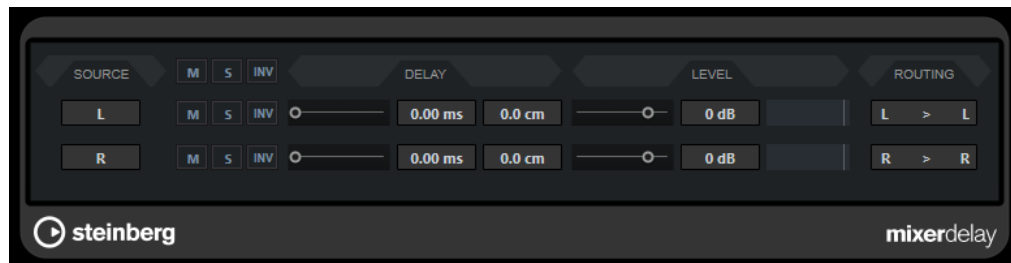 SOURCE M S INV DELAY LEVEL ROUTING
L M S INV 0.00 ms 0.0 cm 0 dB L > L
R M S INV 0.00 ms 0.0 cm 0 dB R > R
steinberg mixerdelay